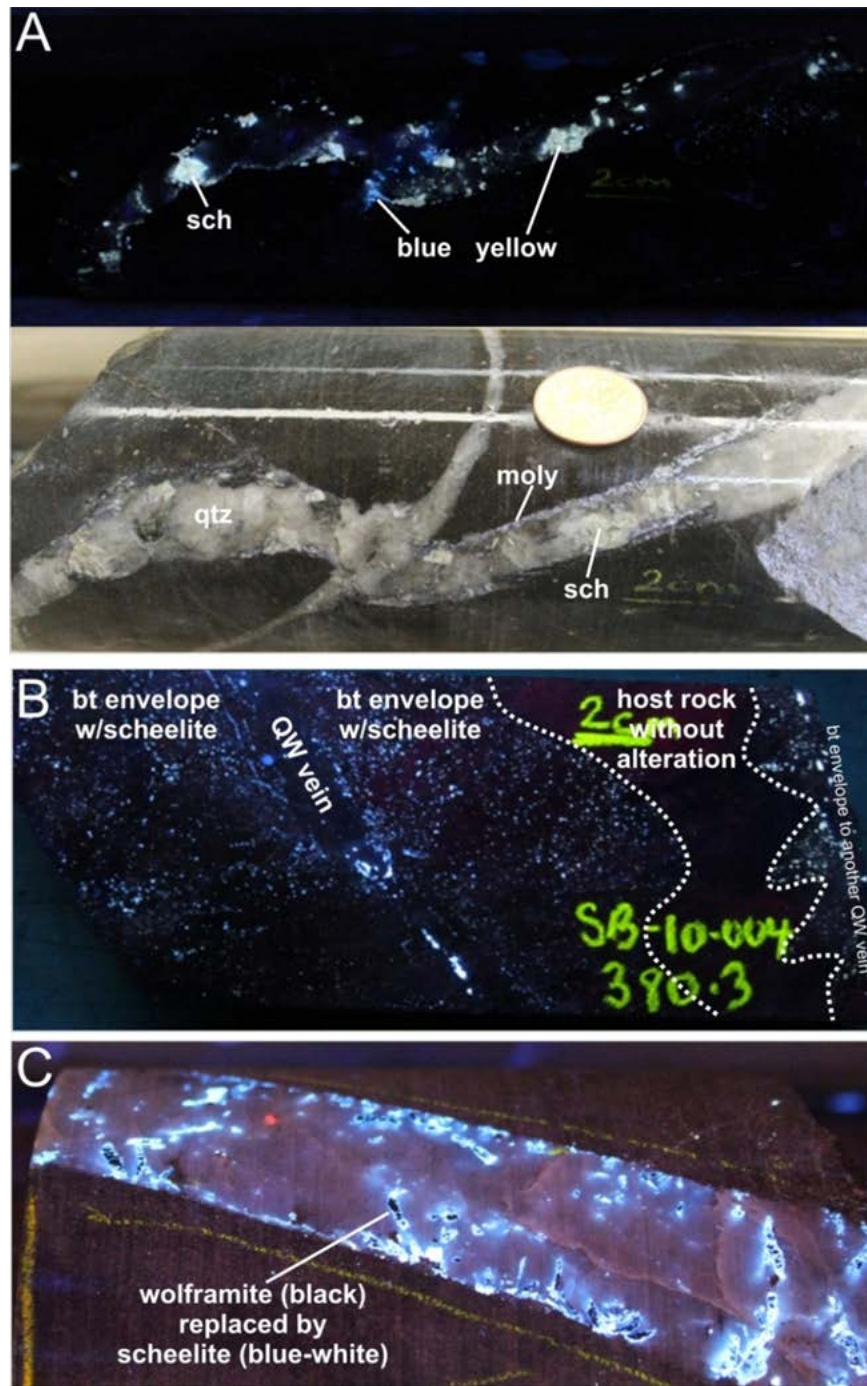 A
sch
blue
yellow
2cm
qtz
moly
sch
2cm
B
bt envelope
w/scheelite
QW vein
bt envelope
w/scheelite
2cm
host rock
without
alteration
bt envelope to another QW vein
SB-10-004
380.3
C
wolframite (black)
replaced by
scheelite (blue-white)